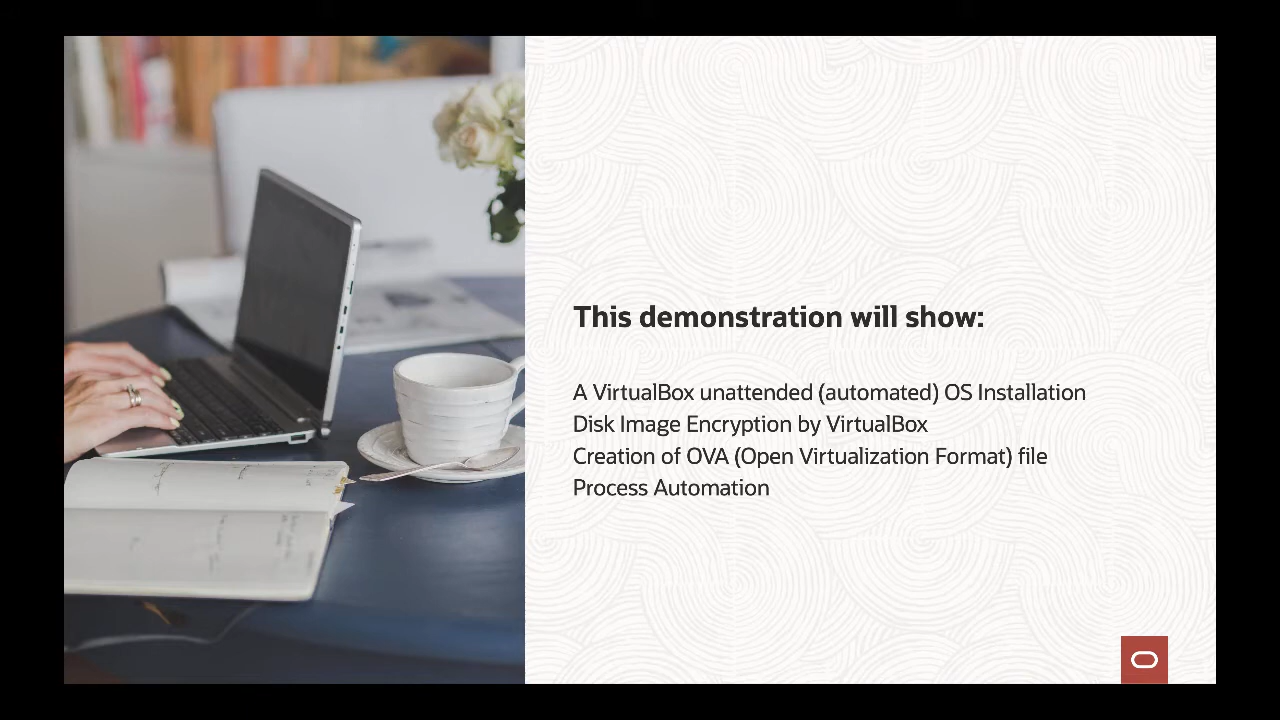 This demonstration will show:
A VirtualBox unattended (automated) OS Installation
Disk Image Encryption by VirtualBox
Creation of OVA (Open Virtualization Format) file
Process Automation